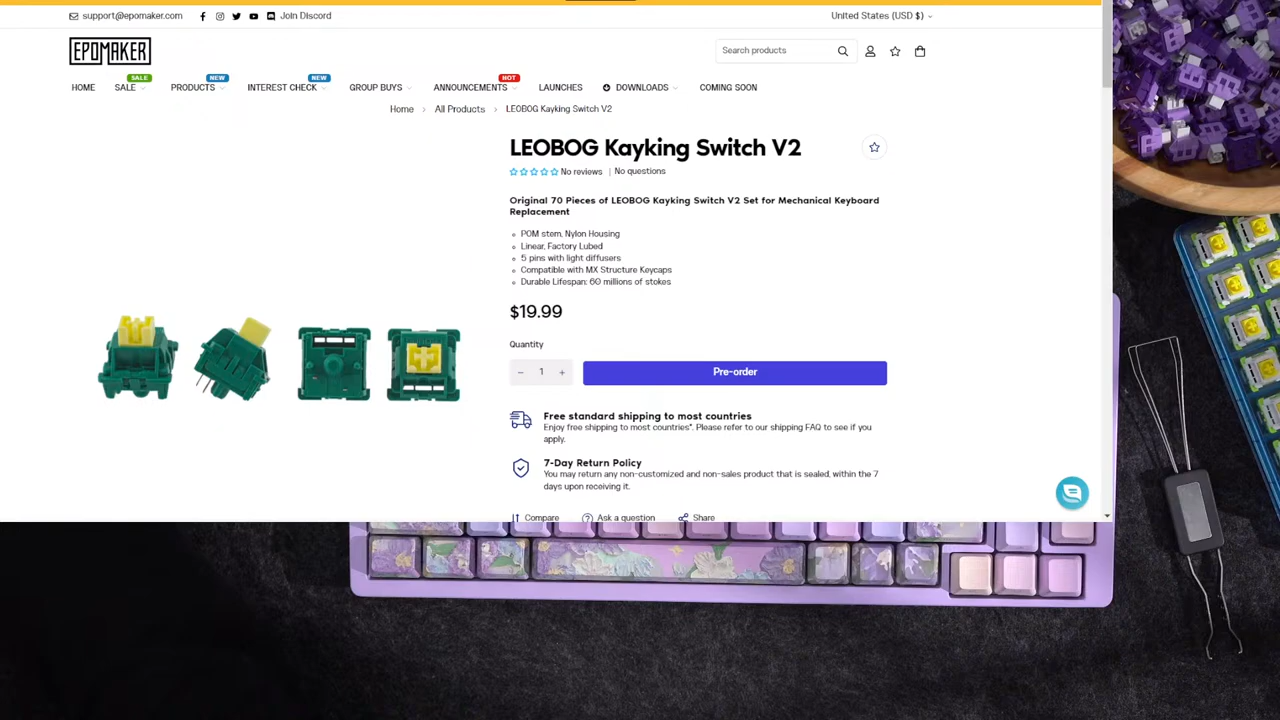 support@epomaker.com
Join Discord
United States (USD $)
EPOMAKER
Search products
SALE
NEW
NEW
HOT
HOME
SALE
PRODUCTS
INTEREST CHECK
GROUP BUYS
ANNOUNCEMENTS
LAUNCHES
DOWNLOADS
COMING SOON
Home > All Products > LEOBOG Kayking Switch V2
LEOBOG Kayking Switch V2
No reviews | No questions
Original 70 Pieces of LEOBOG Kayking Switch V2 Set for Mechanical Keyboard
Replacement
POM stem, Nylon Housing
Linear, Factory Lubed
5 pins with light diffusers
Compatible with MX Structure Keycaps
Durable Lifespan: 60 millions of stokes
$19.99
Quantity
− 1 +
Pre-order
Free standard shipping to most countries
Enjoy free shipping to most countries*. Please refer to our shipping FAQ to see if you
apply.
7-Day Return Policy
You may return any non-customized and non-sales product that is sealed, within the 7
days upon receiving it.
Compare
Ask a question
Share